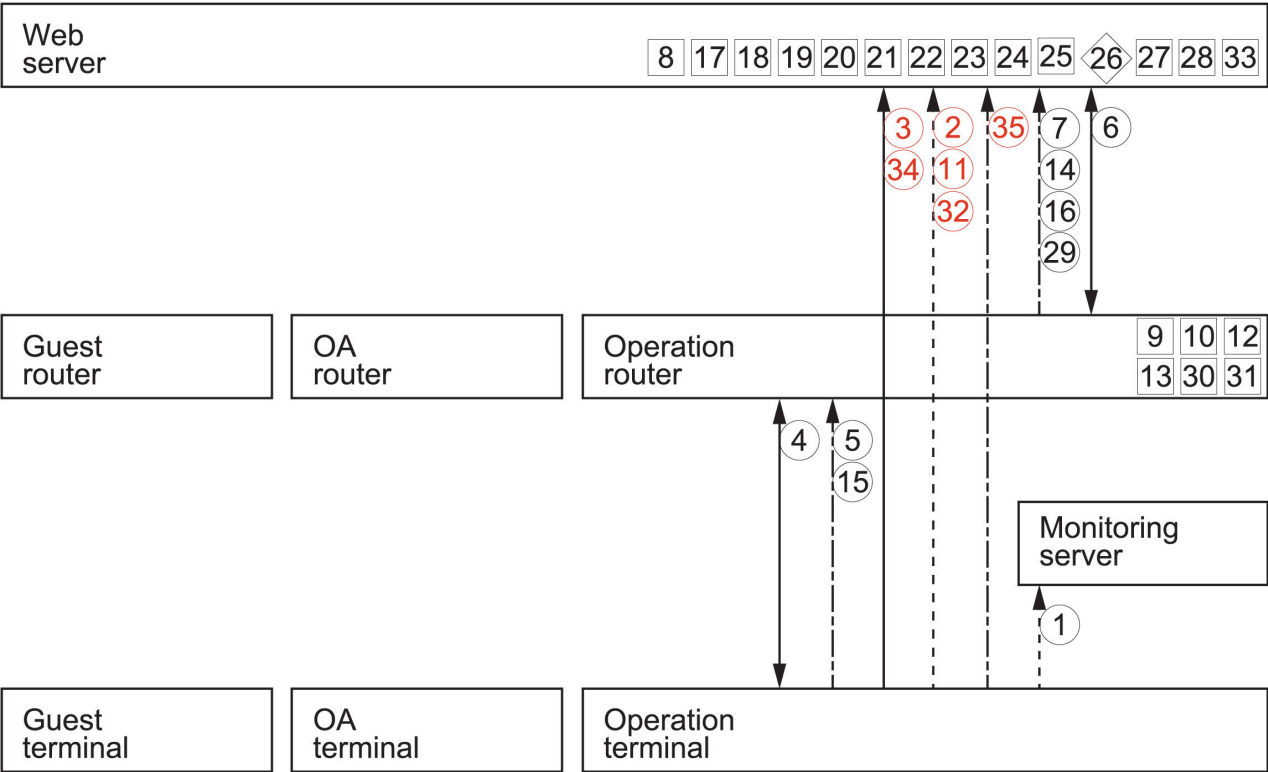 Web
server
8 17 18 19 20 21 22 23 24 25 26 27 28 33
3 2 35 7 6
34 11 14
32 16
29
Guest
router
OA
router
Operation
router
9 10 12
13 30 31
4 5
15
Monitoring
server
1
Guest
terminal
OA
terminal
Operation
terminal